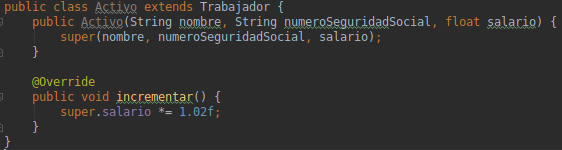 public class Activo extends Trabajador {
    public Activo(String nombre, String numeroSeguridadSocial, float salario) {
        super(nombre, numeroSeguridadSocial, salario);
    }

    @Override
    public void incrementar() {
        super.salario *= 1.02f;
    }
}